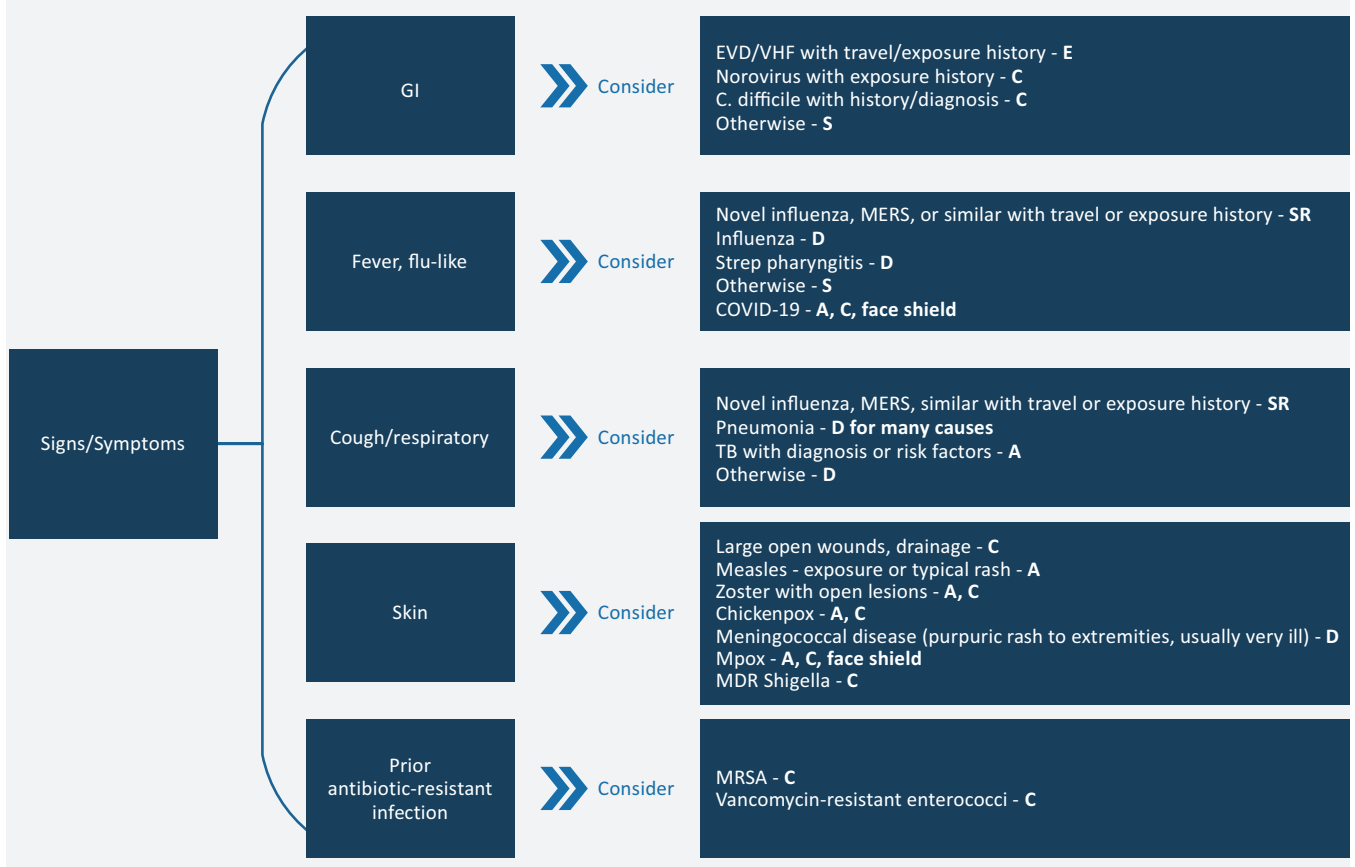 Signs/Symptoms
GI
Consider
EVD/VHF with travel/exposure history - E
Norovirus with exposure history - C
C. difficile with history/diagnosis - C
Otherwise - S
Fever, flu-like
Consider
Novel influenza, MERS, or similar with travel or exposure history - SR
Influenza - D
Strep pharyngitis - D
Otherwise - S
COVID-19 - A, C, face shield
Cough/respiratory
Consider
Novel influenza, MERS, similar with travel or exposure history - SR
Pneumonia - D for many causes
TB with diagnosis or risk factors - A
Otherwise - D
Skin
Consider
Large open wounds, drainage - C
Measles - exposure or typical rash - A
Zoster with open lesions - A, C
Chickenpox - A, C
Meningococcal disease (purpuric rash to extremities, usually very ill) - D
Mpox - A, C, face shield
MDR Shigella - C
Prior
antibiotic-resistant
infection
Consider
MRSA - C
Vancomycin-resistant enterococci - C